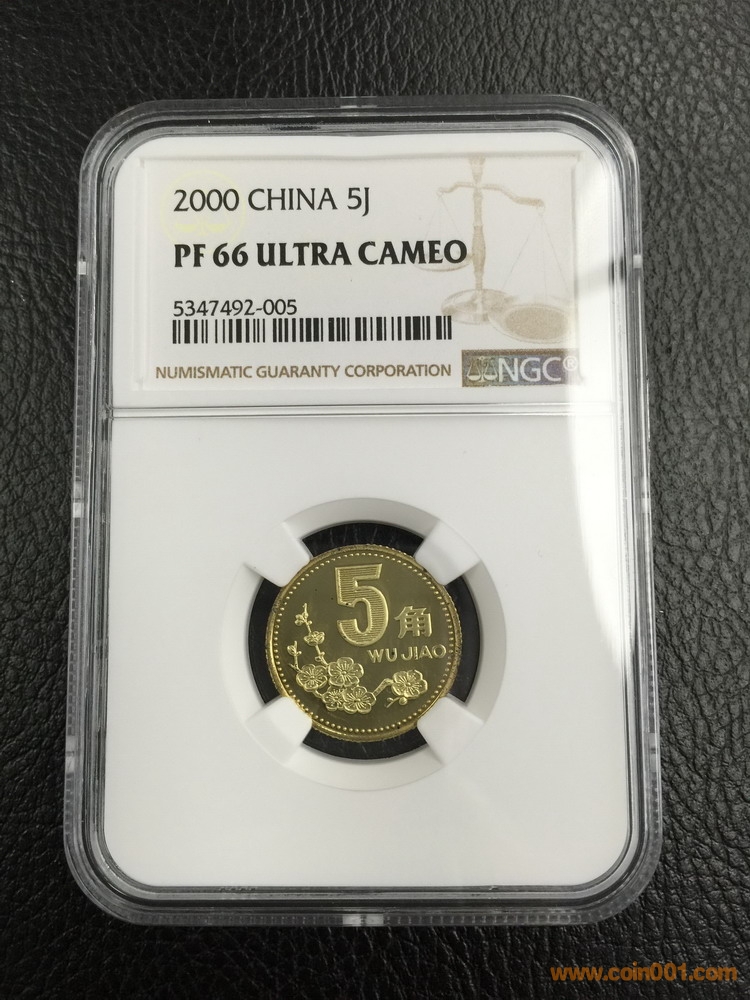 2000 CHINA 5J
PF 66 ULTRA CAMEO
5347492-005
NUMISMATIC GUARANTY CORPORATION
NGC®
5角
WU JIAO
www.coin001.com